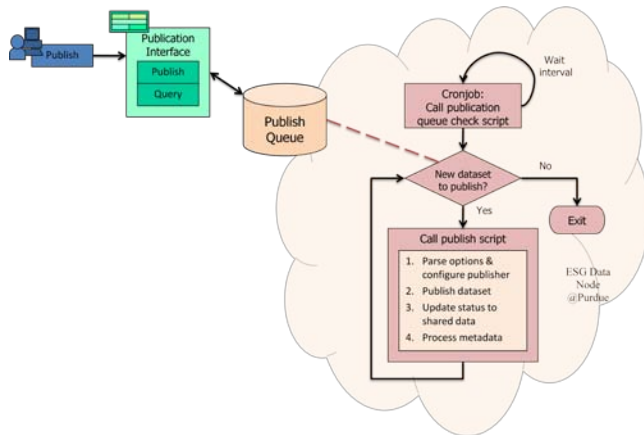 Publish
Publication
Interface
Publish
Query
Publish
Queue
Wait
interval
Cronjob:
Call publication
queue check script
New dataset
to publish?
No
Yes
Exit
Call publish script
1. Parse options &
configure publisher
2. Publish dataset
3. Update status to
shared data
4. Process metadata
ESG Data
Node
@Purdue